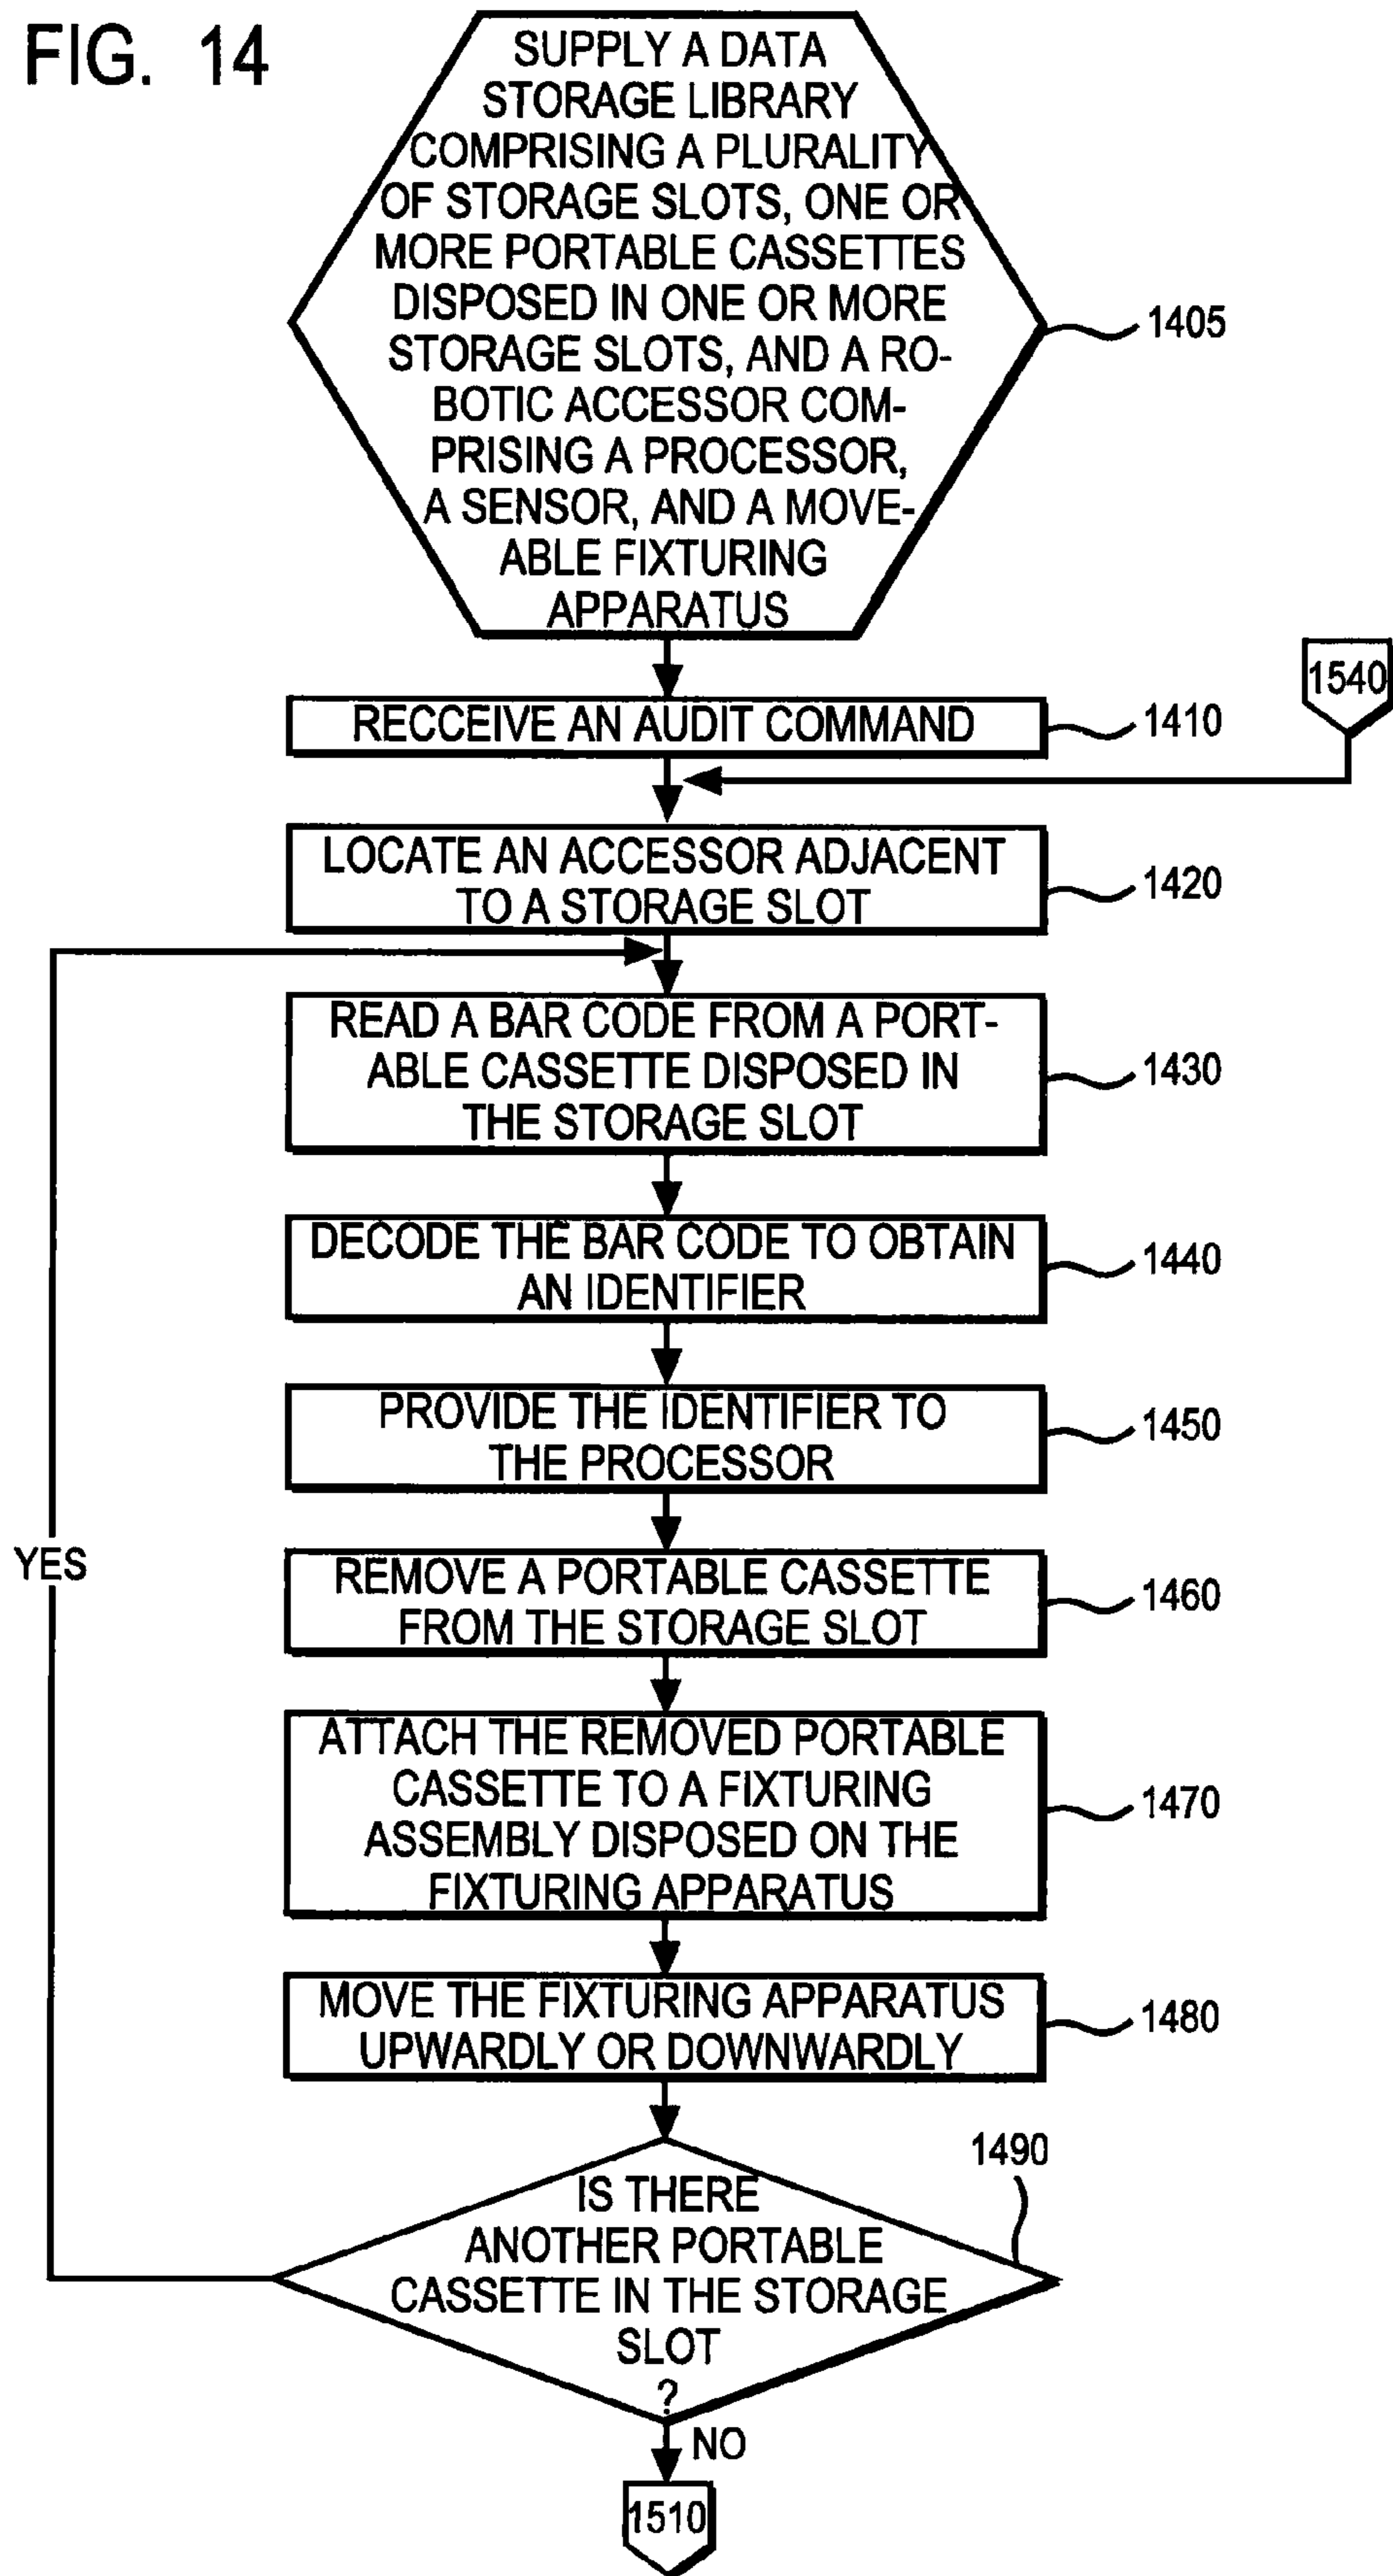 FIG. 14
SUPPLY A DATA
STORAGE LIBRARY
COMPRISING A PLURALITY
OF STORAGE SLOTS, ONE OR
MORE PORTABLE CASSETTES
DISPOSED IN ONE OR MORE
STORAGE SLOTS, AND A RO-
BOTIC ACCESSOR COM-
PRISING A PROCESSOR,
A SENSOR, AND A MOVE-
ABLE FIXTURING
APPARATUS
1405
1540
RECCEIVE AN AUDIT COMMAND
1410
LOCATE AN ACCESSOR ADJACENT
TO A STORAGE SLOT
1420
READ A BAR CODE FROM A PORT-
ABLE CASSETTE DISPOSED IN
THE STORAGE SLOT
1430
DECODE THE BAR CODE TO OBTAIN
AN IDENTIFIER
1440
PROVIDE THE IDENTIFIER TO
THE PROCESSOR
1450
YES
REMOVE A PORTABLE CASSETTE
FROM THE STORAGE SLOT
1460
ATTACH THE REMOVED PORTABLE
CASSETTE TO A FIXTURING
ASSEMBLY DISPOSED ON THE
FIXTURING APPARATUS
1470
MOVE THE FIXTURING APPARATUS
UPWARDLY OR DOWNWARDLY
1480
1490
IS THERE
ANOTHER PORTABLE
CASSETTE IN THE STORAGE
SLOT
?
NO
1510